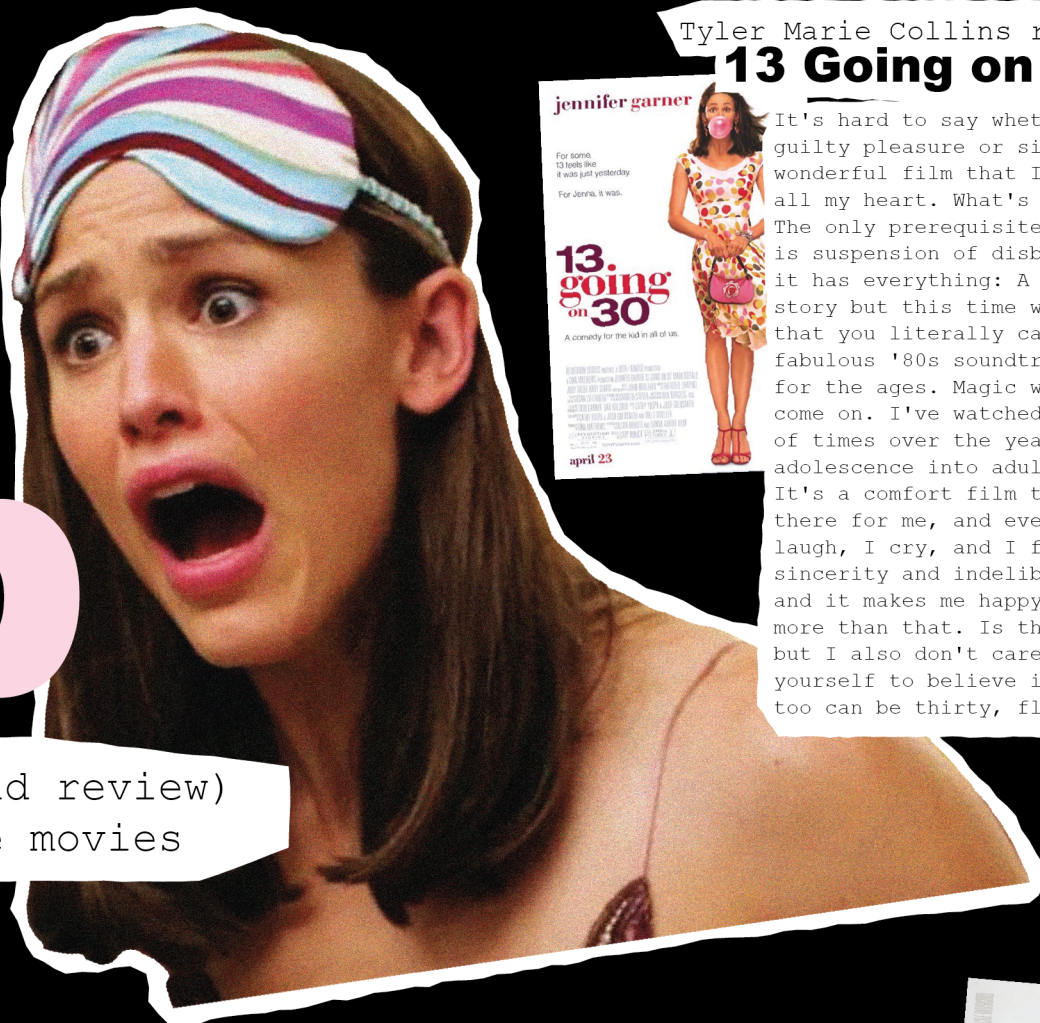 Tyler Marie Collins r
13 Going on
jennifer garner
For some,
13 feels like
it was just yesterday.
For Jenna, it was.
13
going
on 30
A comedy for the kid in all of us.
april 23
It's hard to say whet
guilty pleasure or si
wonderful film that I
all my heart. What's
The only prerequisite
is suspension of disb
it has everything: A
story but this time w
that you literally ca
fabulous '80s soundtr
for the ages. Magic w
come on. I've watched
of times over the yea
adolescence into adul
It's a comfort film t
there for me, and eve
laugh, I cry, and I f
sincerity and indelib
and it makes me happy
more than that. Is th
but I also don't care
yourself to believe i
too can be thirty, fl
d review)
e movies